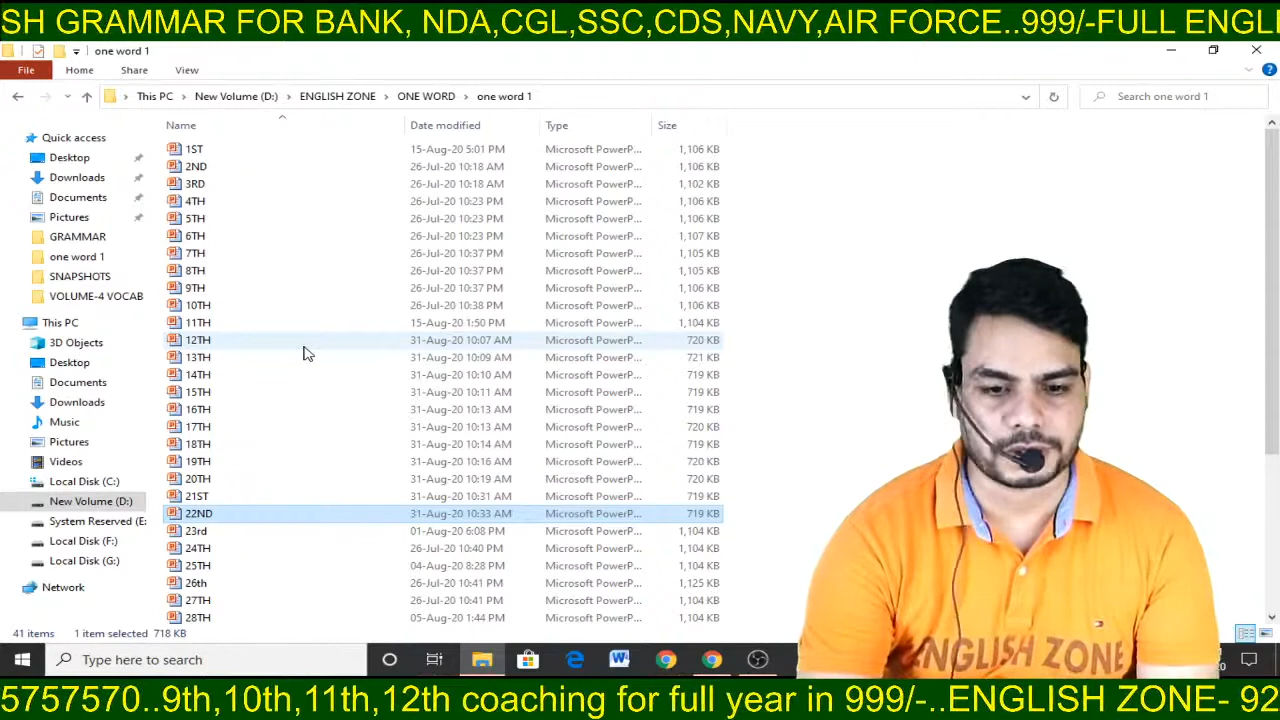 SH GRAMMAR FOR BANK, NDA,CGL,SSC,CDS,NAVY,AIR FORCE..999/-FULL ENGLI
one word 1
File Home Share View
This PC New Volume (D:) ENGLISH ZONE ONE WORD one word 1
Search one word 1
Name Date modified Type Size
Quick access
Desktop
Downloads
Documents
Pictures
GRAMMAR
one word 1
SNAPSHOTS
VOLUME-4 VOCAB
This PC
3D Objects
Desktop
Documents
Downloads
Music
Pictures
Videos
Local Disk (C:)
New Volume (D:)
System Reserved (E:
Local Disk (F:)
Local Disk (G:)
Network
1ST 15-Aug-20 5:01 PM Microsoft PowerP... 1,106 KB
2ND 26-Jul-20 10:18 AM Microsoft PowerP... 1,106 KB
3RD 26-Jul-20 10:18 AM Microsoft PowerP... 1,102 KB
4TH 26-Jul-20 10:23 PM Microsoft PowerP... 1,106 KB
5TH 26-Jul-20 10:23 PM Microsoft PowerP... 1,106 KB
6TH 26-Jul-20 10:23 PM Microsoft PowerP... 1,107 KB
7TH 26-Jul-20 10:37 PM Microsoft PowerP... 1,105 KB
8TH 26-Jul-20 10:37 PM Microsoft PowerP... 1,105 KB
9TH 26-Jul-20 10:37 PM Microsoft PowerP... 1,106 KB
10TH 26-Jul-20 10:38 PM Microsoft PowerP... 1,106 KB
11TH 15-Aug-20 1:50 PM Microsoft PowerP... 1,104 KB
12TH 31-Aug-20 10:07 AM Microsoft PowerP... 720 KB
13TH 31-Aug-20 10:09 AM Microsoft PowerP... 721 KB
14TH 31-Aug-20 10:10 AM Microsoft PowerP... 719 KB
15TH 31-Aug-20 10:11 AM Microsoft PowerP... 719 KB
16TH 31-Aug-20 10:13 AM Microsoft PowerP... 719 KB
17TH 31-Aug-20 10:13 AM Microsoft PowerP... 720 KB
18TH 31-Aug-20 10:14 AM Microsoft PowerP... 719 KB
19TH 31-Aug-20 10:16 AM Microsoft PowerP... 720 KB
20TH 31-Aug-20 10:19 AM Microsoft PowerP... 720 KB
21ST 31-Aug-20 10:31 AM Microsoft PowerP... 719 KB
22ND 31-Aug-20 10:33 AM Microsoft PowerP... 719 KB
23rd 01-Aug-20 6:08 PM Microsoft PowerP... 1,104 KB
24TH 26-Jul-20 10:40 PM Microsoft PowerP... 1,104 KB
25TH 04-Aug-20 8:28 PM Microsoft PowerP... 1,104 KB
26th 26-Jul-20 10:41 PM Microsoft PowerP... 1,125 KB
27TH 26-Jul-20 10:41 PM Microsoft PowerP... 1,104 KB
28TH 05-Aug-20 1:44 PM Microsoft PowerP... 1,104 KB
41 items 1 item selected 718 KB
ENGLISH ZONE
Type here to search
20
5757570..9th,10th,11th,12th coaching for full year in 999/-..ENGLISH ZONE- 92